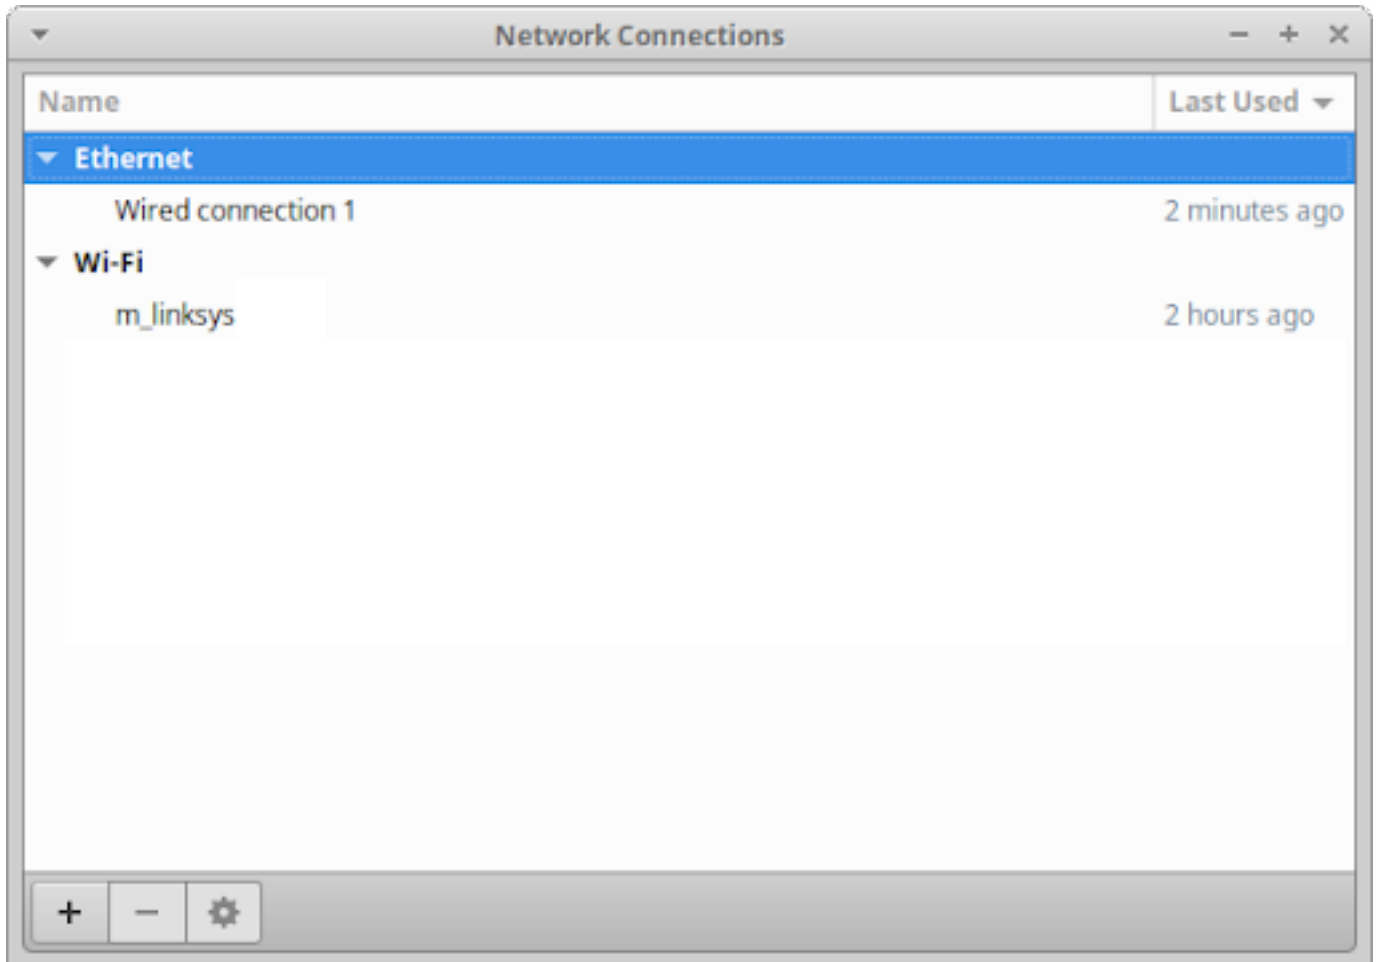 Network Connections
Name Last Used
Ethernet
Wired connection 1 2 minutes ago
Wi-Fi
m_linksys 2 hours ago